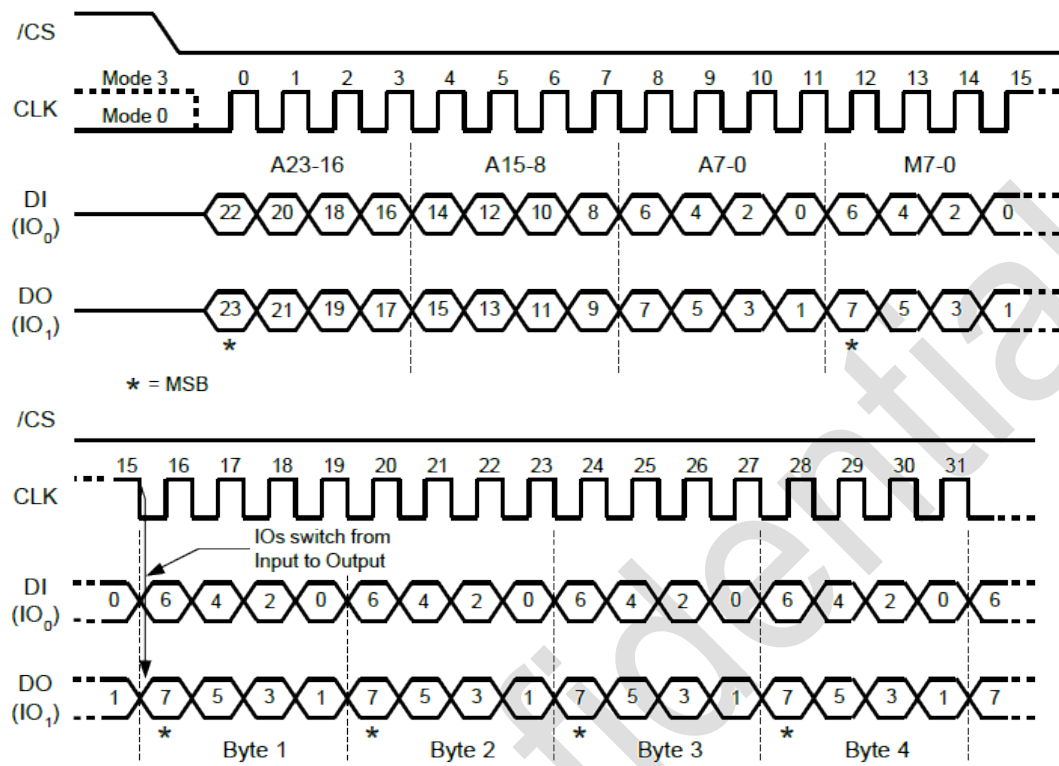 /CS
Mode 3 0 1 2 3 4 5 6 7 8 9 10 11 12 13 14 15
CLK
Mode 0
A23-16 A15-8 A7-0 M7-0
DI
(IO0)
22 20 18 16 14 12 10 8 6 4 2 0 6 4 2 0
DO
(IO1)
23 21 19 17 15 13 11 9 7 5 3 1 7 5 3 1
* *
* = MSB
/CS
15 16 17 18 19 20 21 22 23 24 25 26 27 28 29 30 31
CLK
IOs switch from
Input to Output
DI
(IO0)
0 6 4 2 0 6 4 2 0 6 4 2 0 6 4 2 0 6
DO
(IO1)
1 7 5 3 1 7 5 3 1 7 5 3 1 7 5 3 1 7
* * * *
Byte 1 Byte 2 Byte 3 Byte 4
fidential